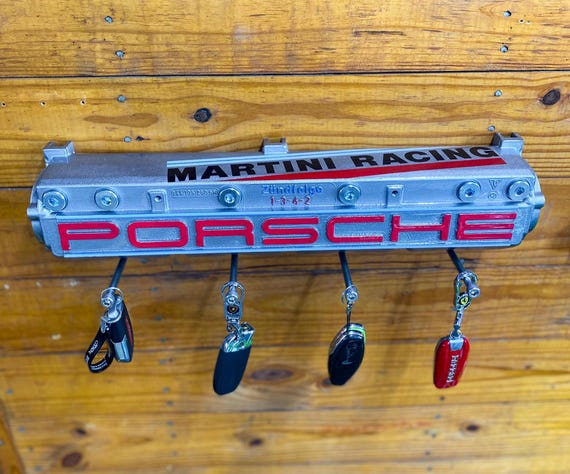 MARTINI RACING
Zündfolge
1-3-4-2
PORSCHE